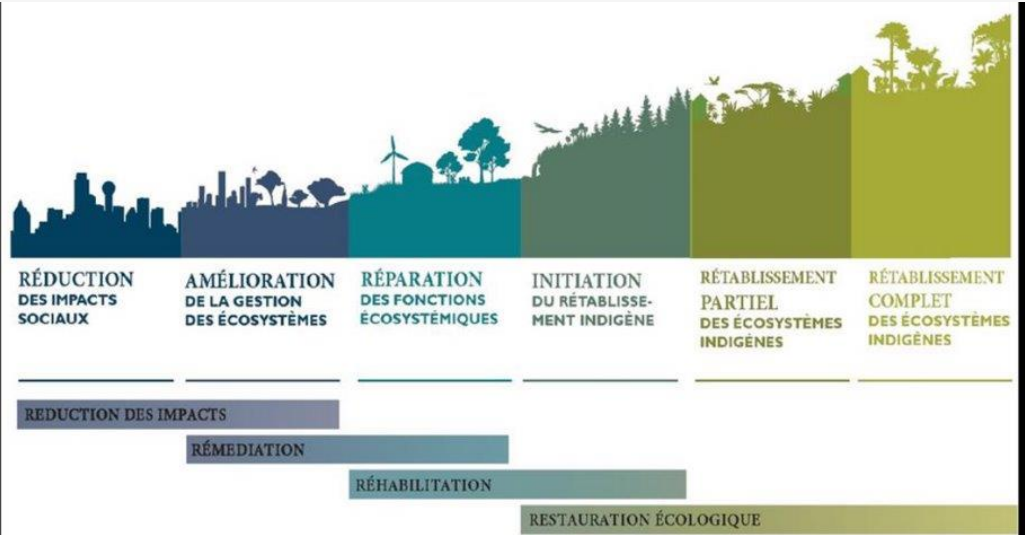 RÉDUCTION
DES IMPACTS
SOCIAUX
AMÉLIORATION
DE LA GESTION
DES ÉCOSYSTÈMES
RÉPARATION
DES FONCTIONS
ÉCOSYSTÉMIQUES
INITIATION
DU RÉTABLISSE-
MENT INDIGÈNE
RÉTABLISSEMENT
PARTIEL
DES ÉCOSYSTÈMES
INDIGÈNES
RÉTABLISSEMENT
COMPLET
DES ÉCOSYSTÈMES
INDIGÈNES
REDUCTION DES IMPACTS
RÉMEDIATION
RÉHABILITATION
RESTAURATION ÉCOLOGIQUE